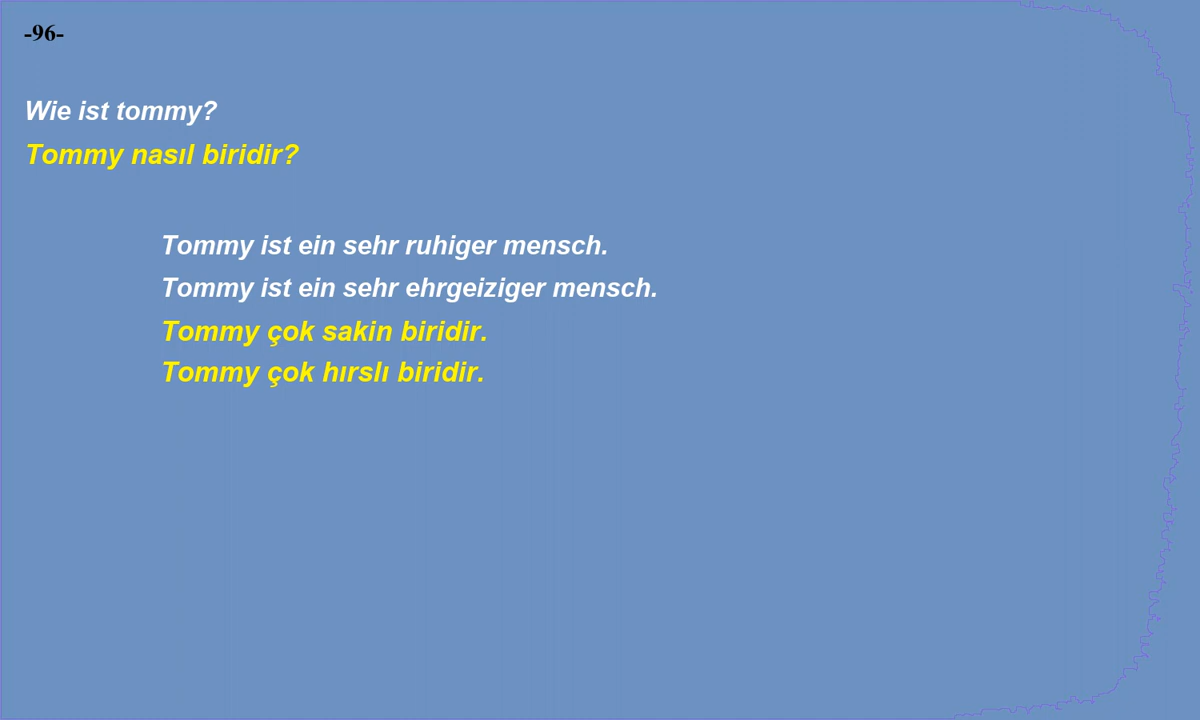 -96-
Wie ist tommy?
Tommy nasıl biridir?
Tommy ist ein sehr ruhiger mensch.
Tommy ist ein sehr ehrgeiziger mensch.
Tommy çok sakin biridir.
Tommy çok hırslı biridir.